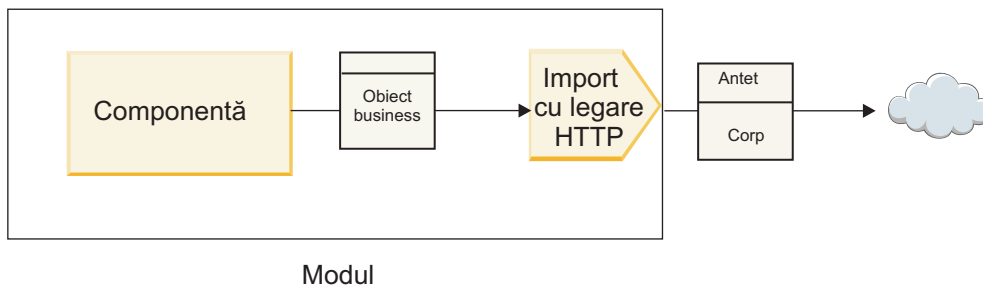 Componentă
Obiect
business
Import
cu legare
HTTP
Antet
Corp
Modul